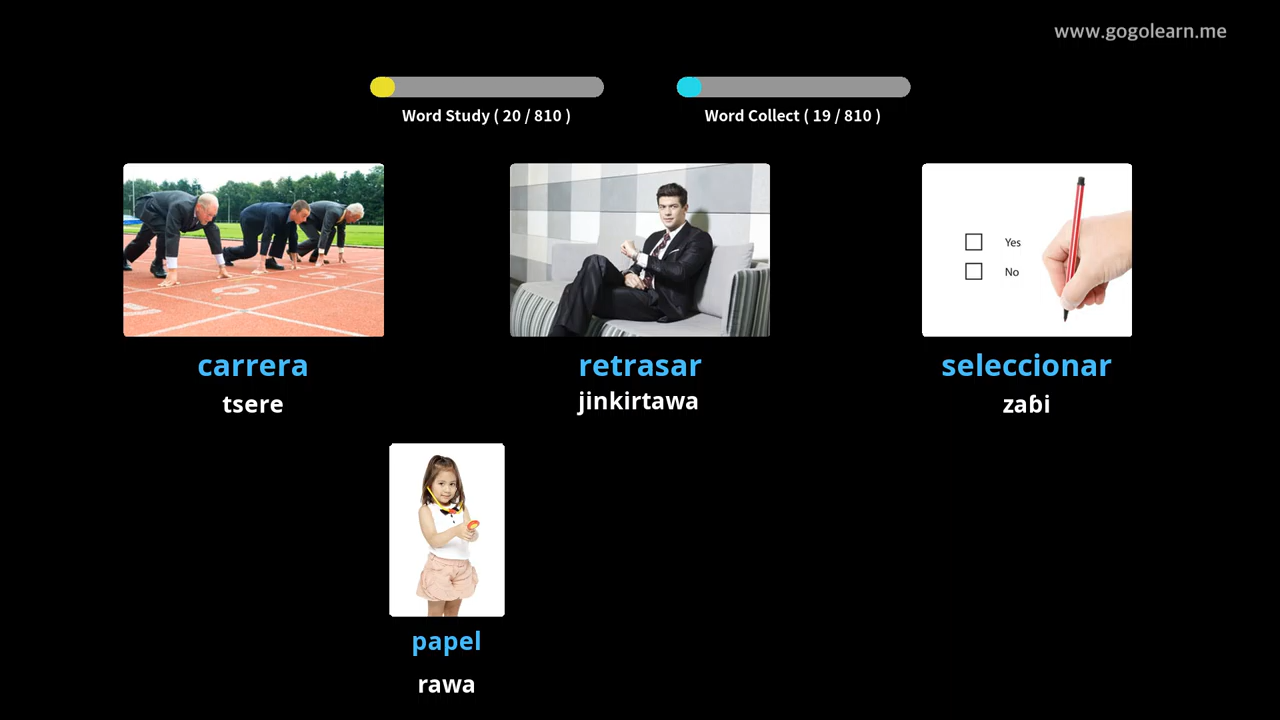 www.gogolearn.me
Word Study ( 20 / 810 )
Word Collect ( 19 / 810 )
Yes
No
carrera
retrasar
seleccionar
tsere
jinkirtawa
zaɓi
papel
rawa